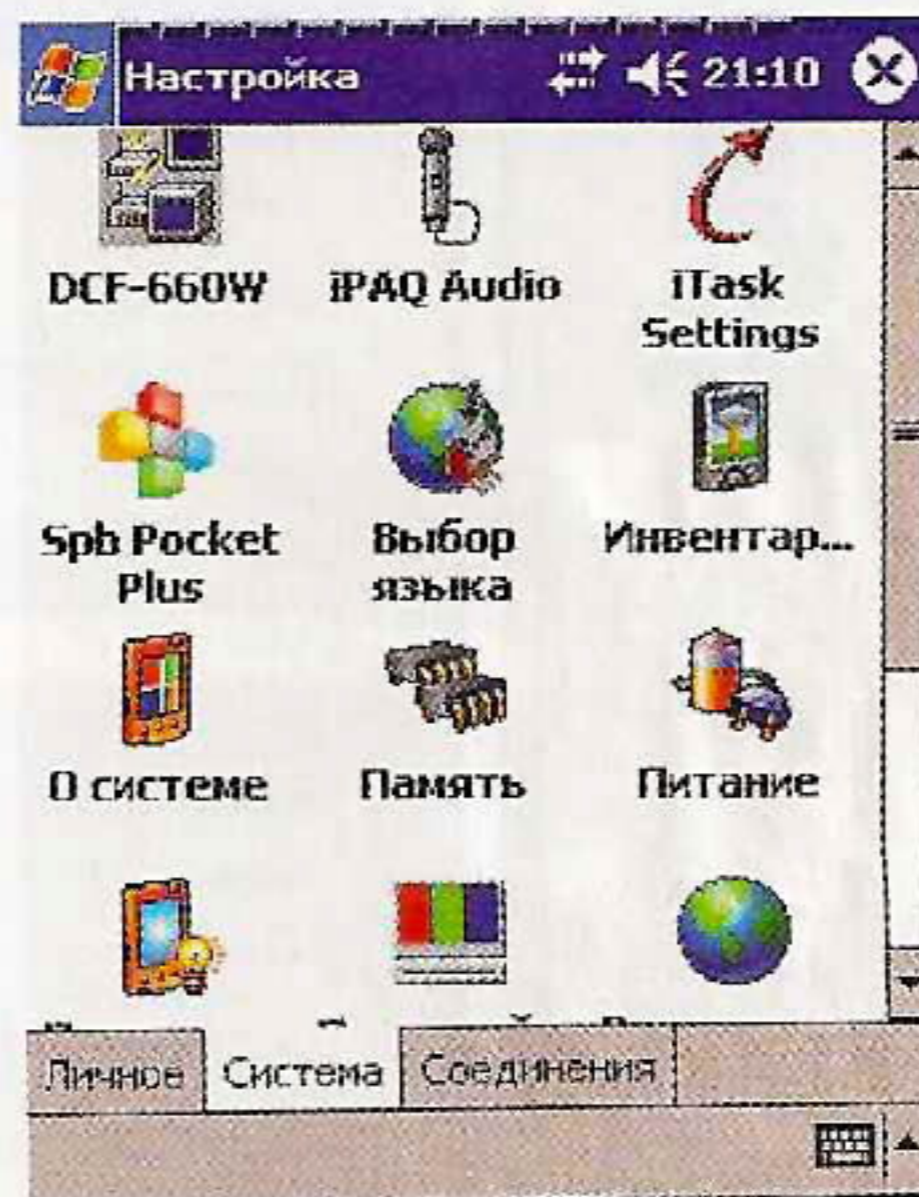 Настройка 21:10
DCF-660W iPAQ Audio iTask Settings
Spb Pocket Plus Выбор языка Инвентар...
О системе Память Питание
Личное Система Соединения